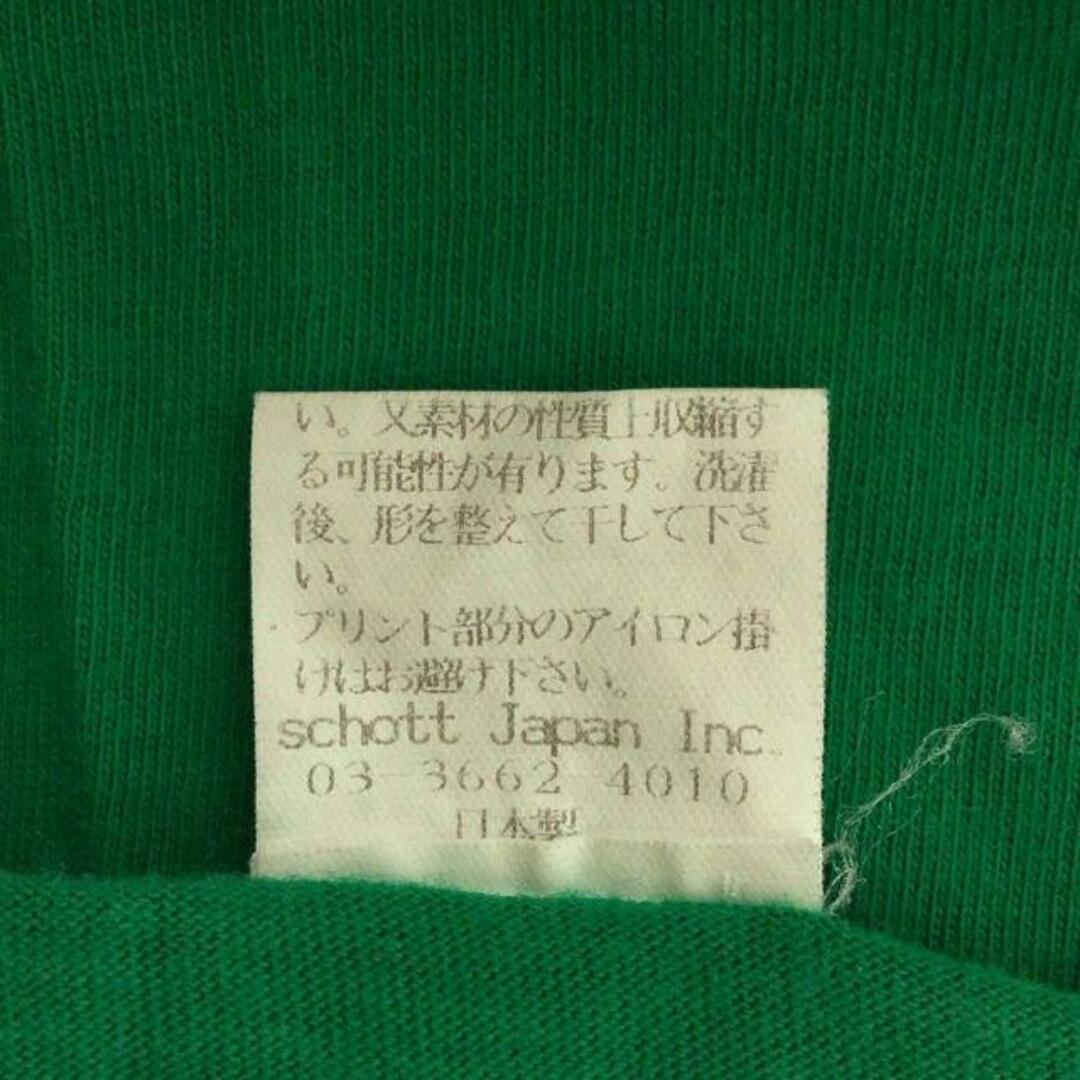 い。又素材の性質上収縮す
る可能性が有ります。洗濯
後、形を整えて干して下さ
い。
プリント部分のアイロン掛
けはお避け下さい。
schott Japan Inc.
03-3662-4010
日本製